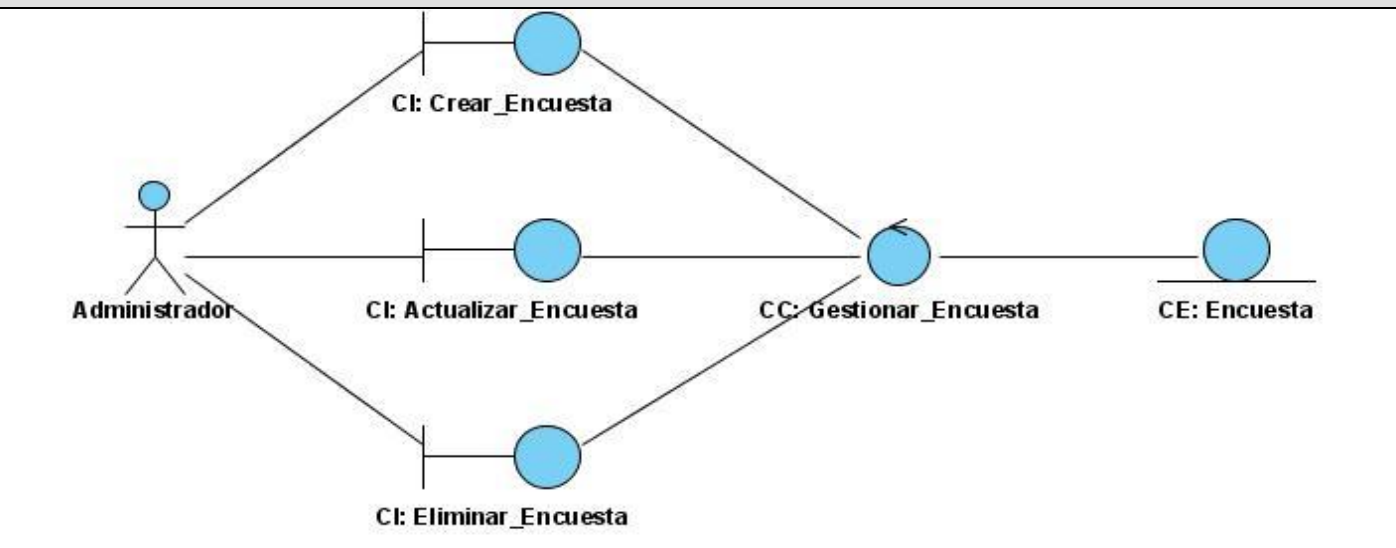 CI: Crear_Encuesta
Administrador
CI: Actualizar_Encuesta
CC: Gestionar_Encuesta
CE: Encuesta
CI: Eliminar_Encuesta